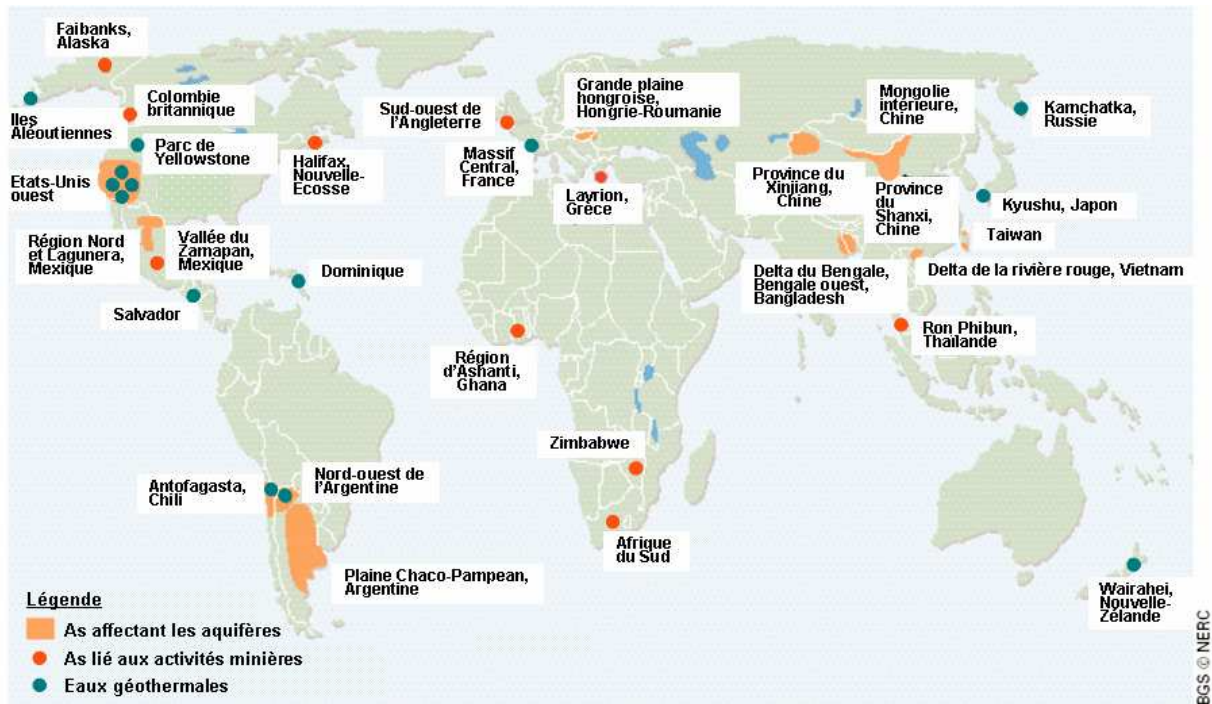 Faibanks,
Alaska
Colombie
britannique
Iles
Aléoutiennes
Parc de
Yellowstone
Etats-Unis
ouest
Halifax,
Nouvelle-
Ecosse
Sud-ouest de
l'Angleterre
Grande plaine
hongroise,
Hongrie-Roumanie
Massif
Central,
France
Layrion,
Grèce
Mongolie
intérieure,
Chine
Kamchatka,
Russie
Province du
Xinjiang,
Chine
Province
du
Shanxi,
Chine
Kyushu, Japon
Taiwan
Région Nord
et Lagunera,
Mexique
Vallée du
Zamapan,
Mexique
Dominique
Salvador
Delta du Bengale,
Bengale ouest,
Bangladesh
Delta de la rivière rouge, Vietnam
Ron Phibun,
Thaïlande
Région
d'Ashanti,
Ghana
Zimbabwe
Antofagasta,
Chili
Nord-ouest de
l'Argentine
Afrique
du Sud
Plaine Chaco-Pampean,
Argentine
Wairahei,
Nouvelle-
Zélande
Légende
As affectant les aquifères
As lié aux activités minières
Eaux géothermales
BGS © NERC